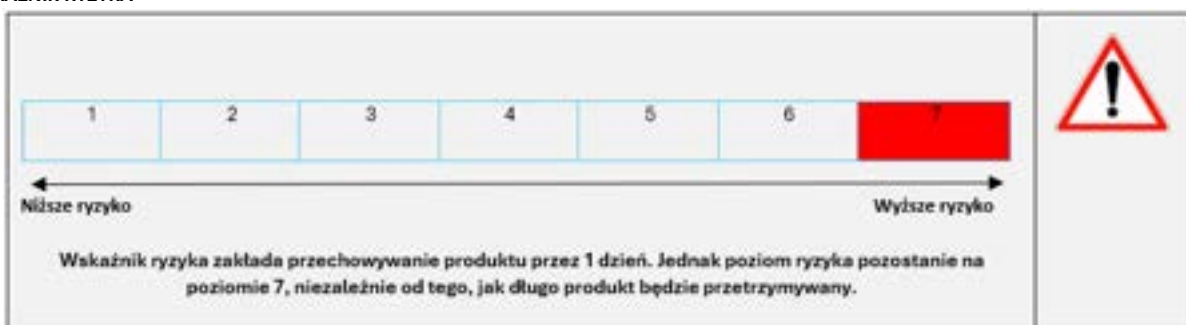 1 2 3 4 5 6 7
Niższe ryzyko Wyższe ryzyko
Wskaźnik ryzyka zakłada przechowywanie produktu przez 1 dzień. Jednak poziom ryzyka pozostanie na
poziomie 7, niezależnie od tego, jak długo produkt będzie przetrzymywany.